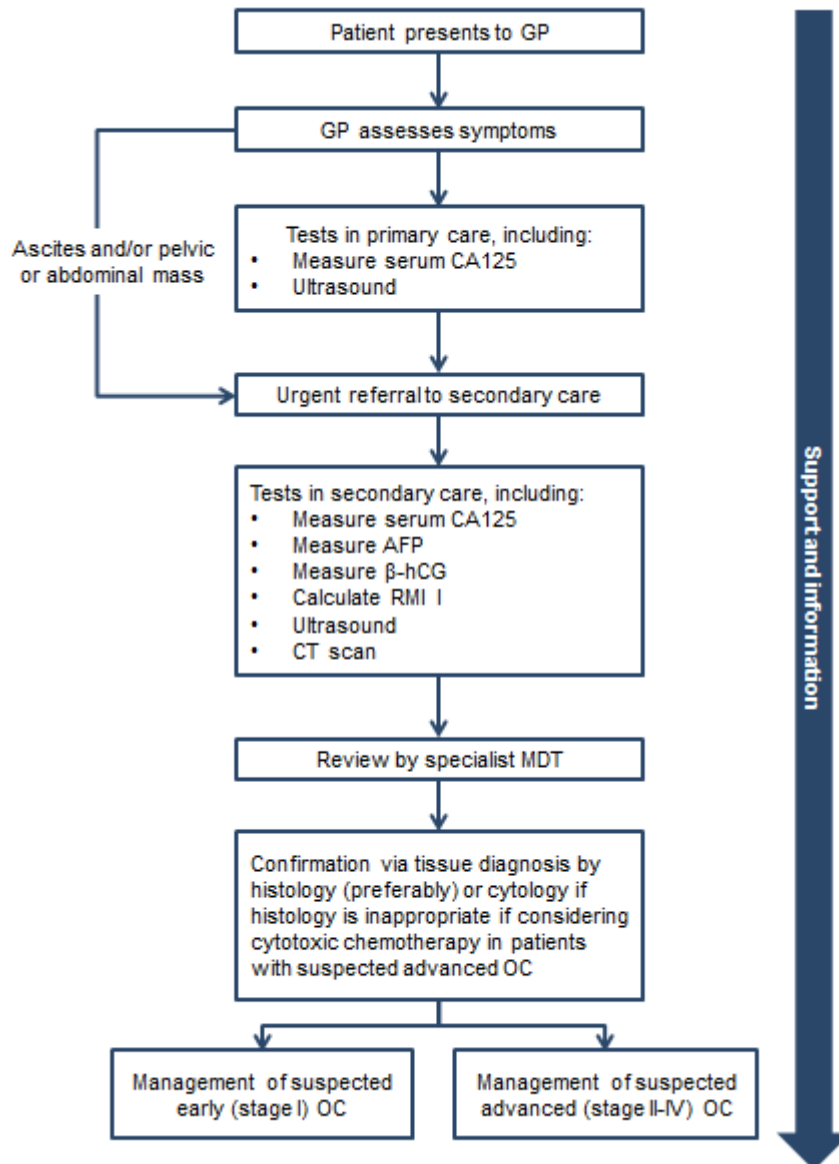 Patient presents to GP
GP assesses symptoms
Ascites and/or pelvic
or abdominal mass
Tests in primary care, including:
• Measure serum CA125
• Ultrasound
Urgent referral to secondary care
Tests in secondary care, including:
• Measure serum CA125
• Measure AFP
• Measure β-hCG
• Calculate RMI I
• Ultrasound
• CT scan
Review by specialist MDT
Confirmation via tissue diagnosis by
histology (preferably) or cytology if
histology is inappropriate if considering
cytotoxic chemotherapy in patients
with suspected advanced OC
Management of suspected
early (stage I) OC
Management of suspected
advanced (stage II-IV) OC
Support and information